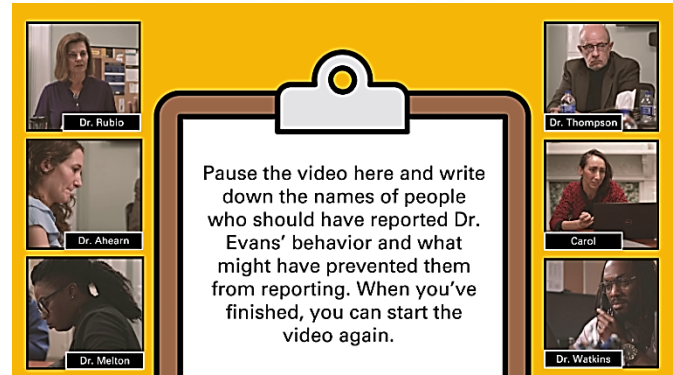 Dr. Rubio
Dr. Ahearn
Dr. Melton
Pause the video here and write
down the names of people
who should have reported Dr.
Evans' behavior and what
might have prevented them
from reporting. When you've
finished, you can start the
video again.
Dr. Thompson
Carol
Dr. Watkins